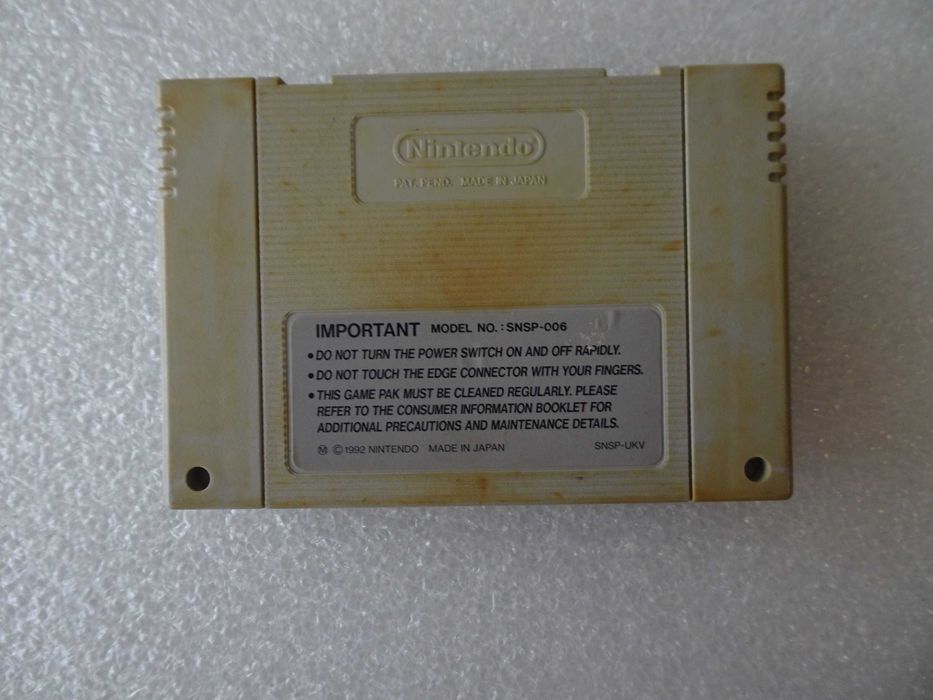 Nintendo®
PAT. PEND. MADE IN JAPAN
IMPORTANT MODEL NO. : SNSP-006
• DO NOT TURN THE POWER SWITCH ON AND OFF RAPIDLY.
• DO NOT TOUCH THE EDGE CONNECTOR WITH YOUR FINGERS.
• THIS GAME PAK MUST BE CLEANED REGULARLY. PLEASE
REFER TO THE CONSUMER INFORMATION BOOKLET FOR
ADDITIONAL PRECAUTIONS AND MAINTENANCE DETAILS.
Ⓜ ©1992 NINTENDO MADE IN JAPAN SNSP-UKV